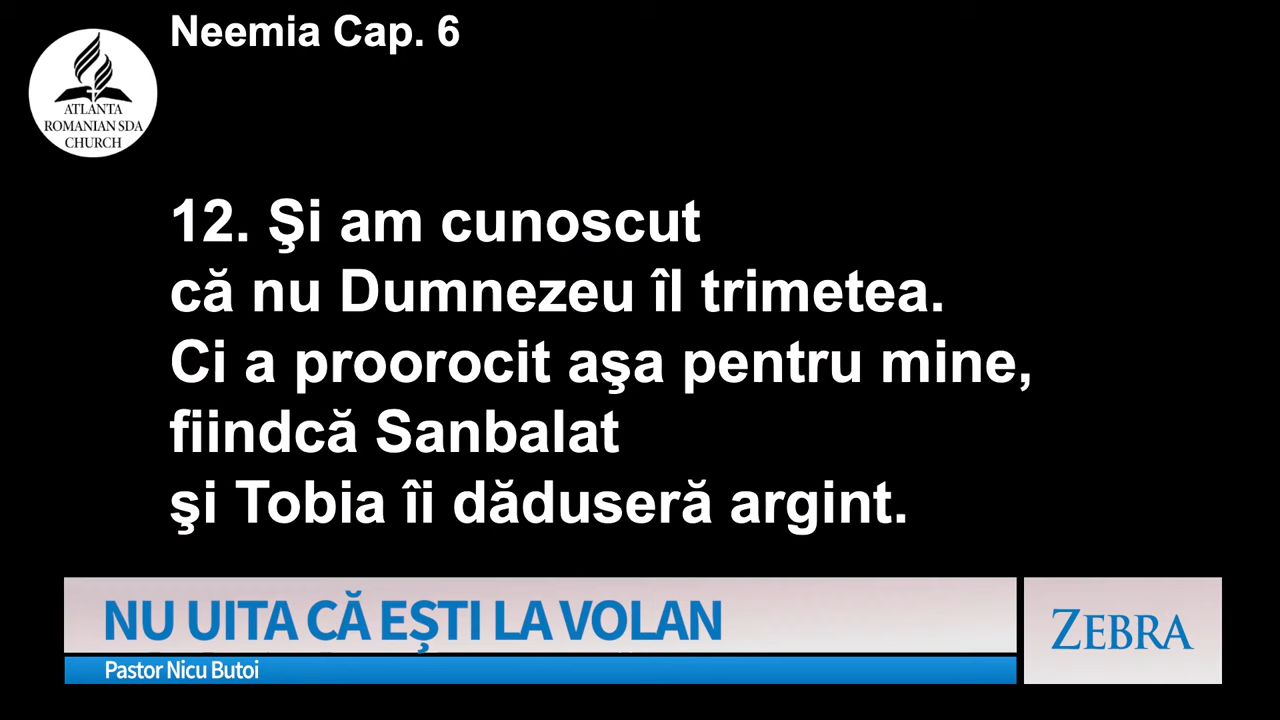 Neemia Cap. 6
ATLANTA
ROMANIAN SDA
CHURCH
12. Şi am cunoscut
că nu Dumnezeu îl trimetea.
Ci a proorocit aşa pentru mine,
fiindcă Sanbalat
şi Tobia îi dăduseră argint.
NU UITA CĂ EȘTI LA VOLAN
Pastor Nicu Butoi
ZEBRA